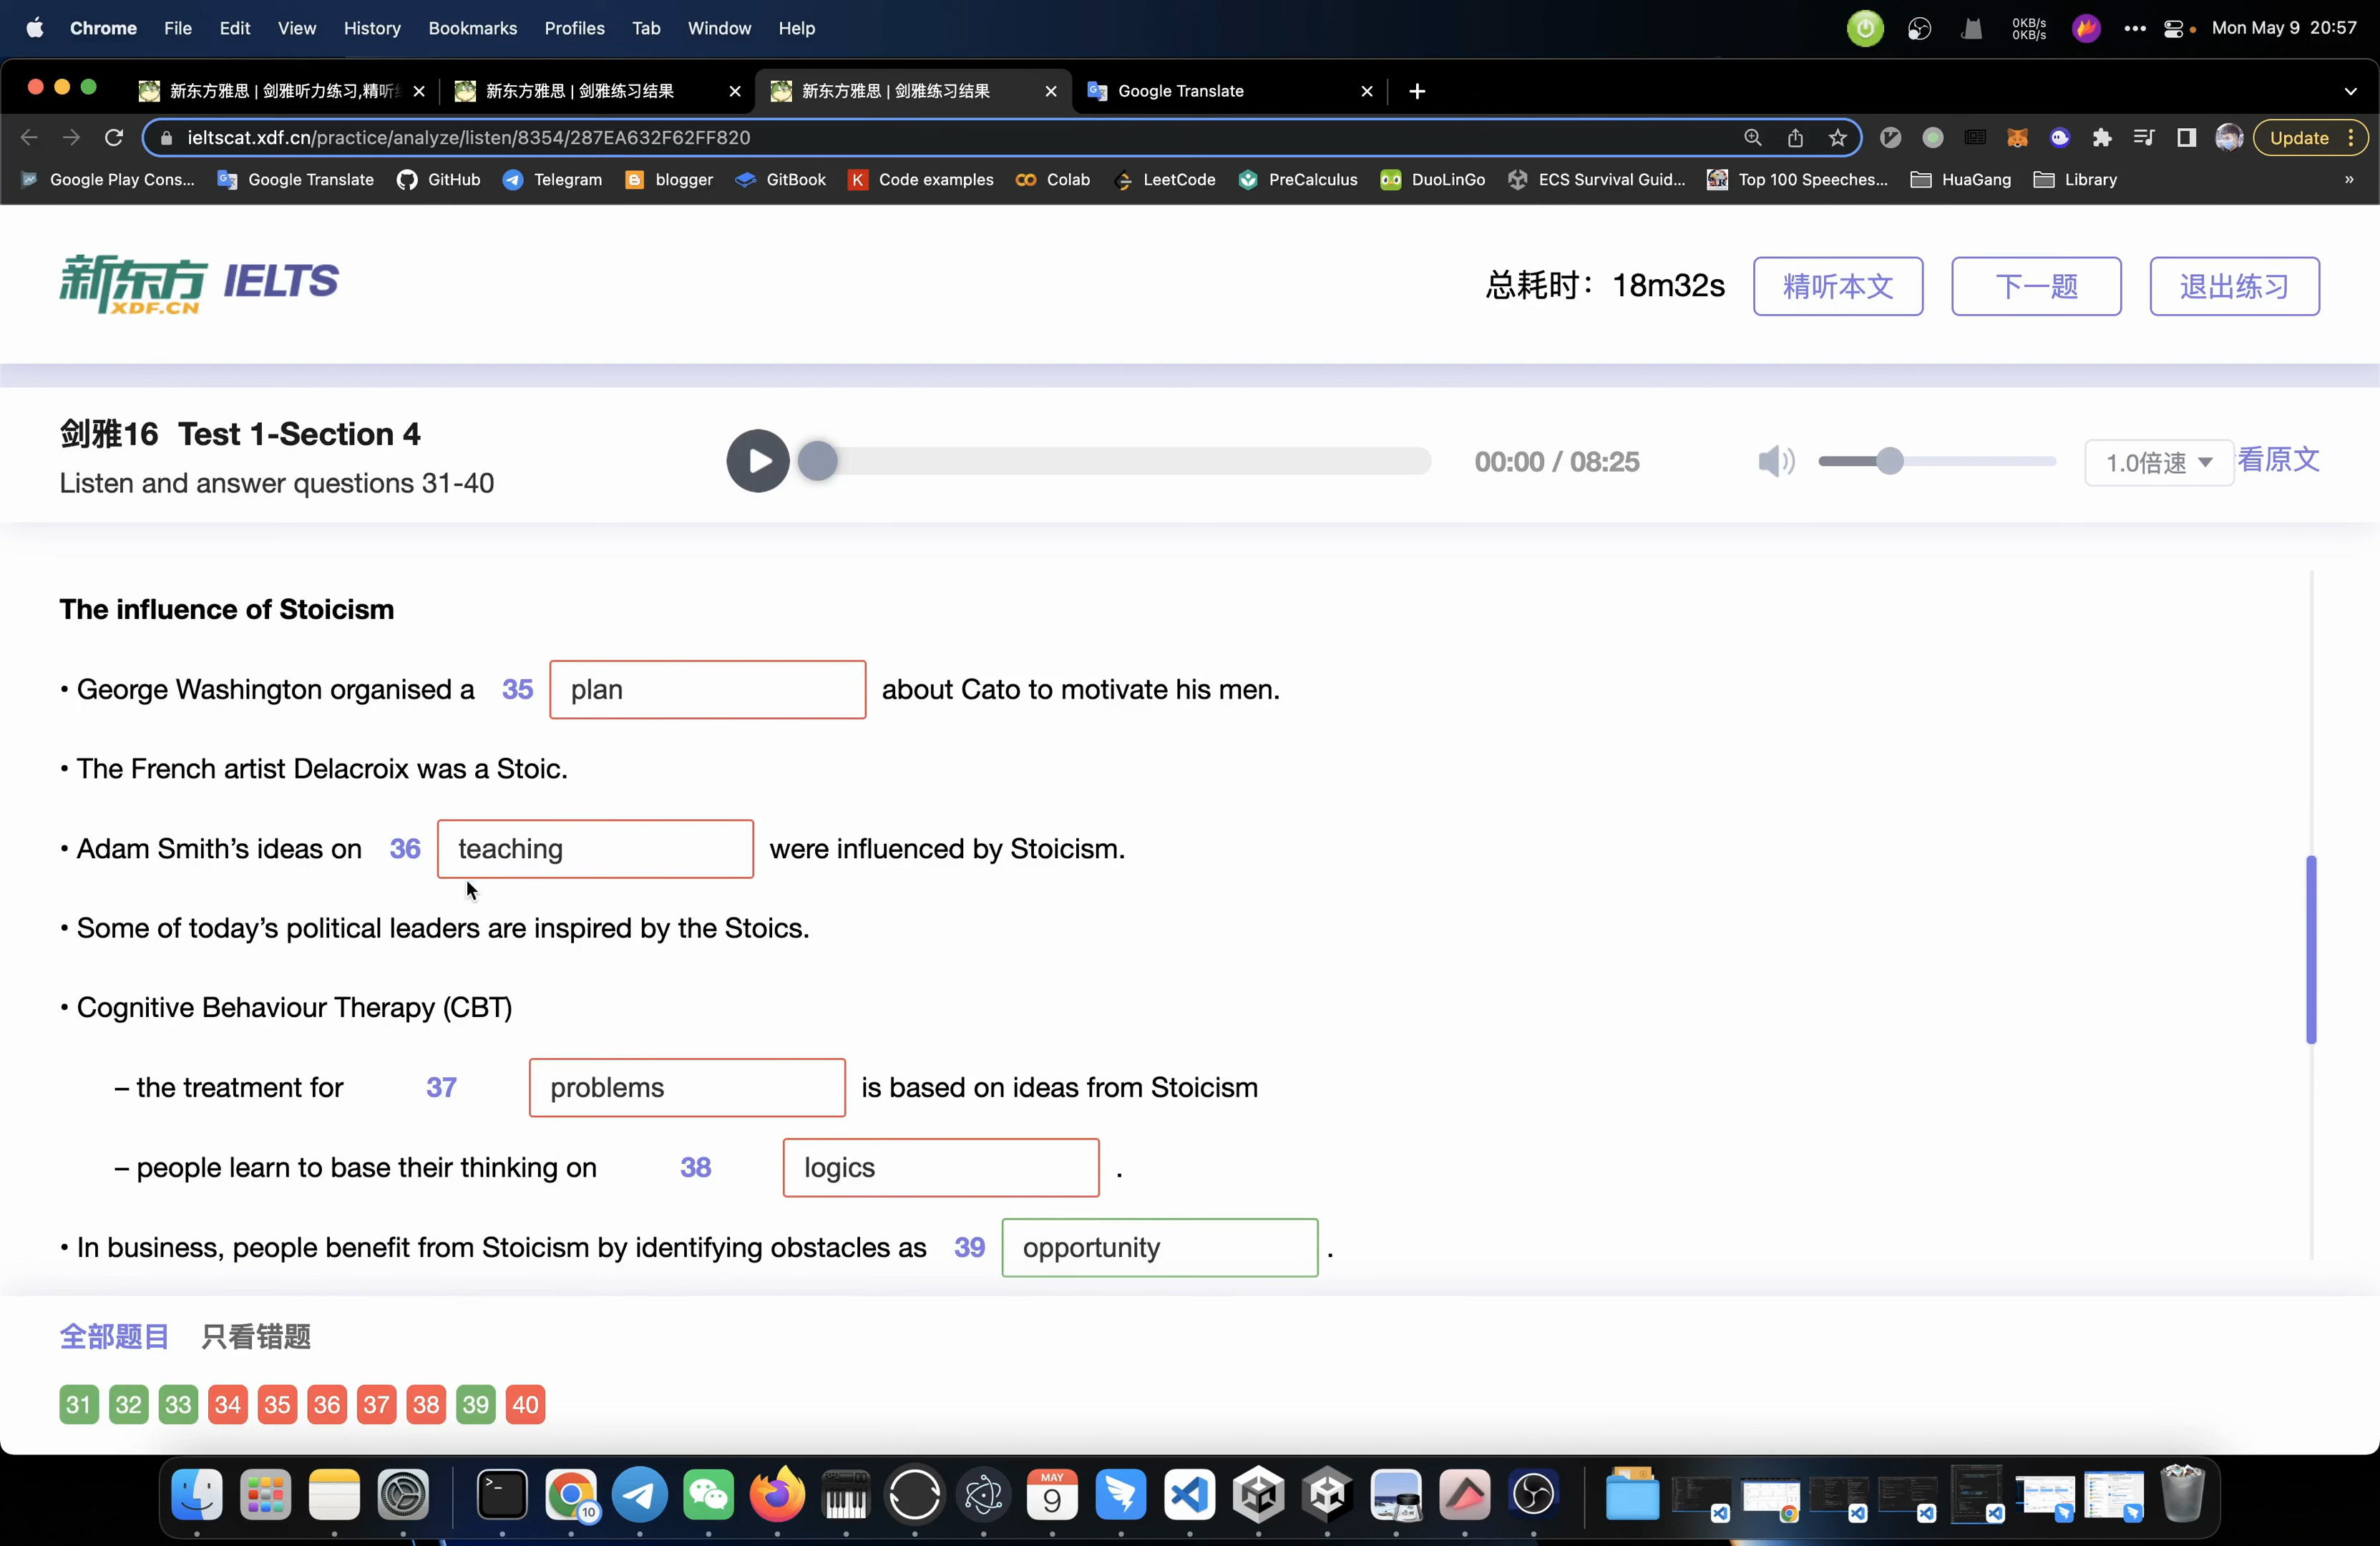 Chrome File Edit View History Bookmarks Profiles Tab Window Help 0KB/s 0KB/s Mon May 9 20:57
新东方雅思 | 剑雅听力练习,精听 新东方雅思 | 剑雅练习结果 新东方雅思 | 剑雅练习结果 Google Translate
ieltscat.xdf.cn/practice/analyze/listen/8354/287EA632F62FF820 Update
Google Play Cons... Google Translate GitHub Telegram blogger GitBook Code examples Colab LeetCode PreCalculus DuoLinGo ECS Survival Guid... Top 100 Speeches... HuaGang Library »
新东方 XDF.CN IELTS 总耗时：18m32s 精听本文 下一题 退出练习
剑雅16 Test 1-Section 4
Listen and answer questions 31-40 00:00 / 08:25 1.0倍速 看原文
The influence of Stoicism
• George Washington organised a 35 plan about Cato to motivate his men.
• The French artist Delacroix was a Stoic.
• Adam Smith’s ideas on 36 teaching were influenced by Stoicism.
• Some of today’s political leaders are inspired by the Stoics.
• Cognitive Behaviour Therapy (CBT)
– the treatment for 37 problems is based on ideas from Stoicism
– people learn to base their thinking on 38 logics .
• In business, people benefit from Stoicism by identifying obstacles as 39 opportunity .
全部题目 只看错题
31 32 33 34 35 36 37 38 39 40
10 MAY 9